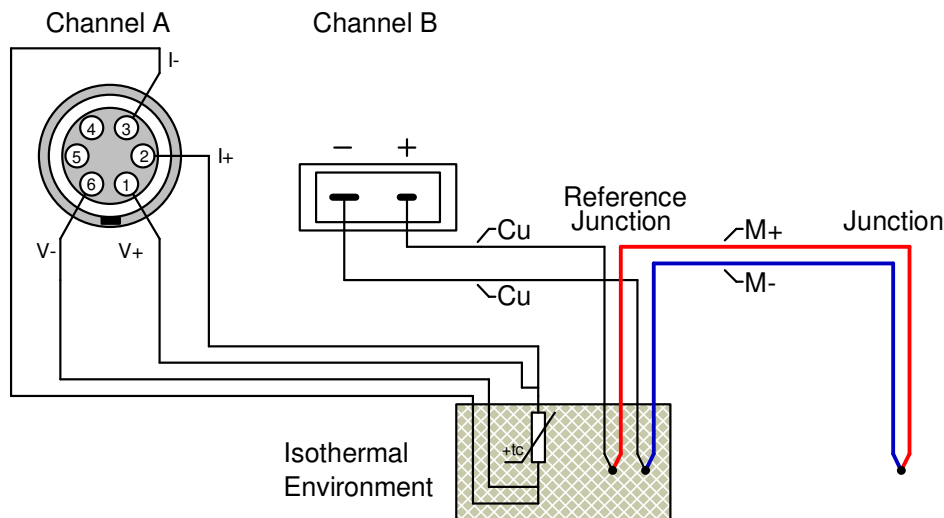 Channel A
Channel B
I-
4
3
5
2
6
1
I+
V-
V+
−
+
Cu
Cu
Reference
Junction
M+
M-
Junction
+tc
Isothermal
Environment